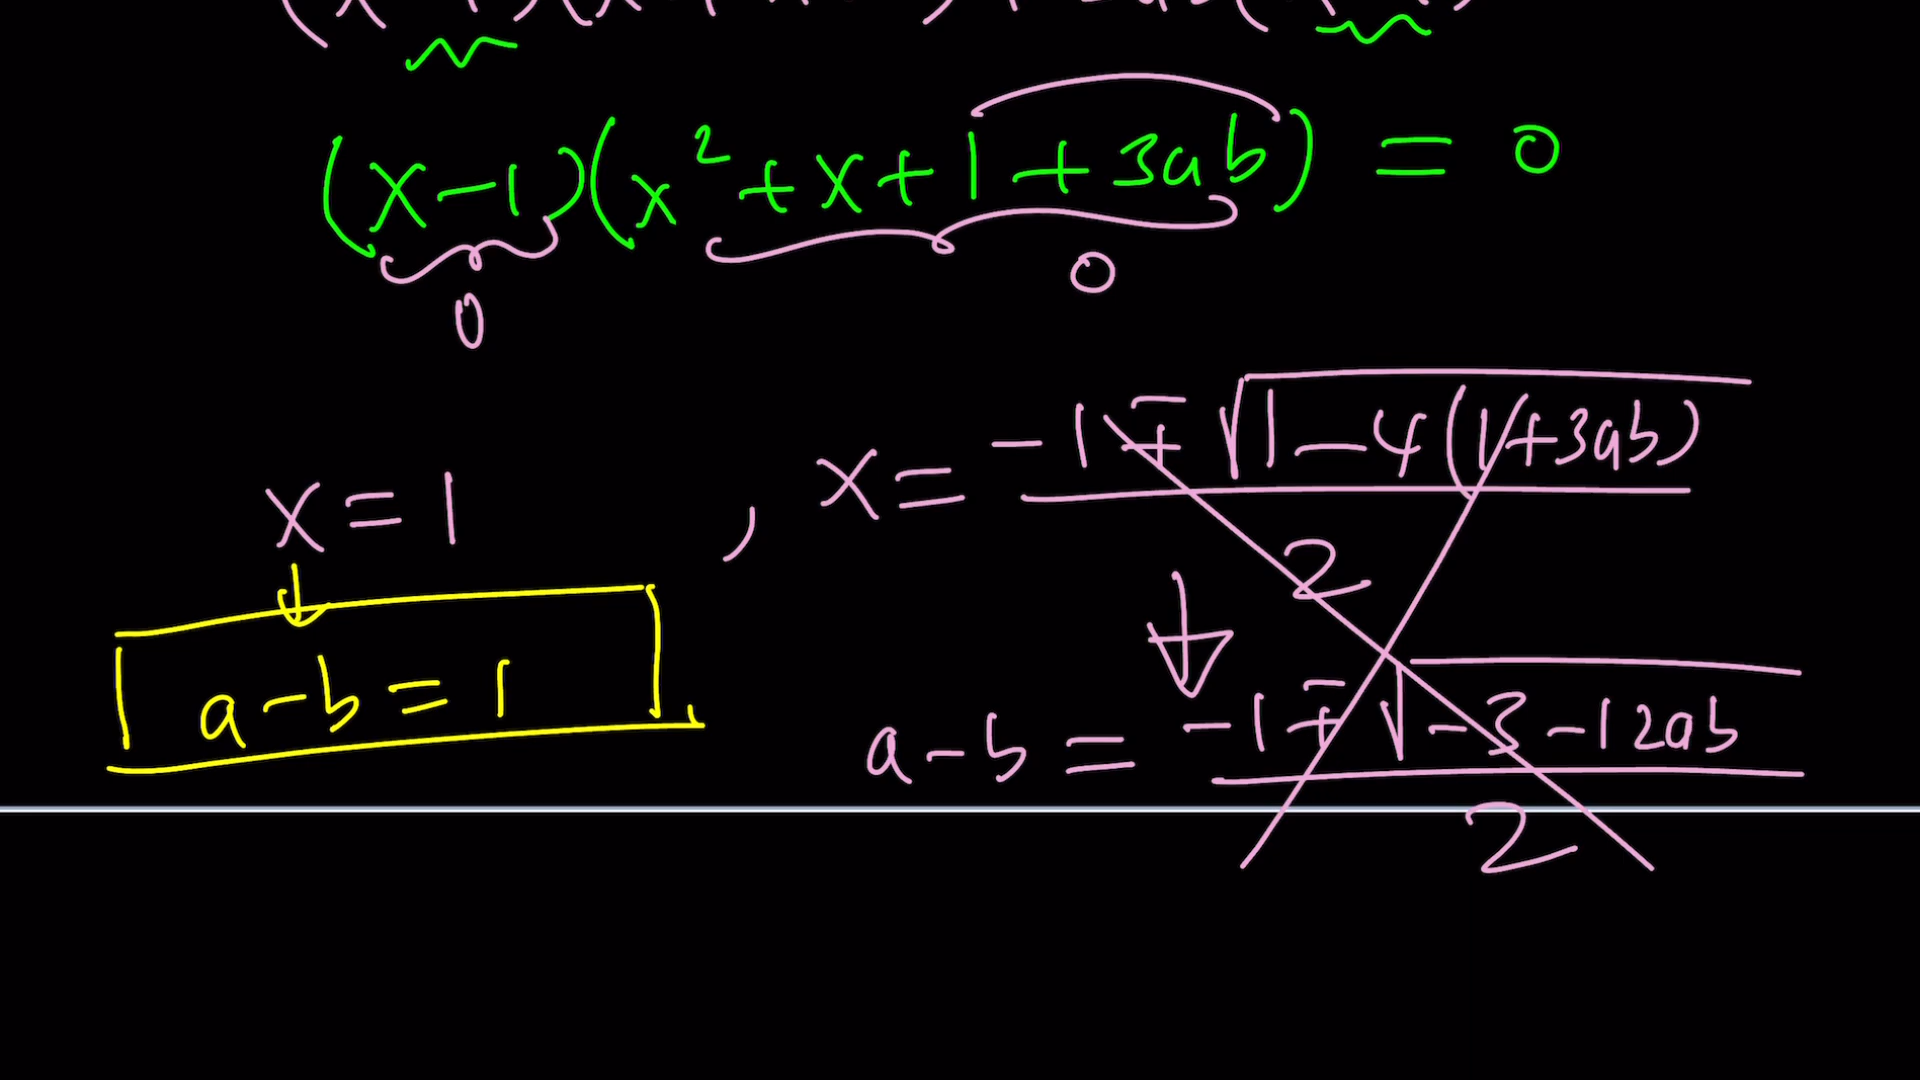 (x-1)(x²+x+1+3ab) = 0
0 0
x = 1 , x = (-1 ∓ √(1-4(1+3ab)))/2
a-b = 1
a-b = (-1 ∓ √(-3-12ab))/2